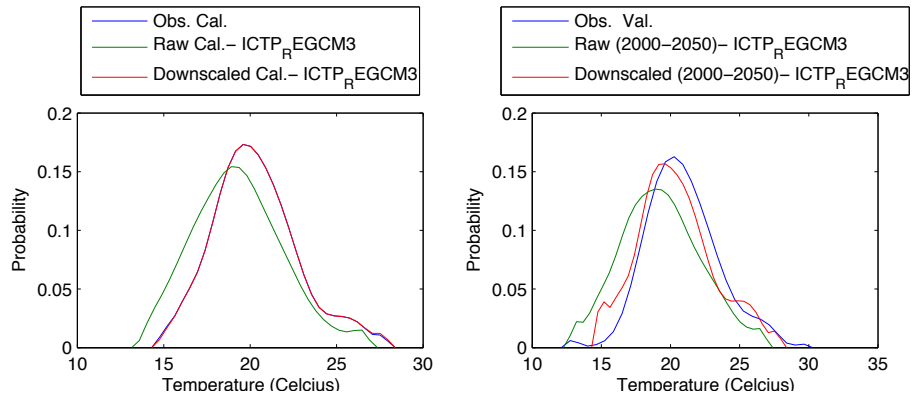 Obs. Cal.
Raw Cal.− ICTP_REGCM3
Downscaled Cal.− ICTP_REGCM3
0.2
0.15
0.1
0.05
0
10 15 20 25 30
Probability
Temperature (Celcius)
Obs. Val.
Raw (2000−2050)− ICTP_REGCM3
Downscaled (2000−2050)− ICTP_REGCM3
0.2
0.15
0.1
0.05
0
10 15 20 25 30 35
Probability
Temperature (Celcius)